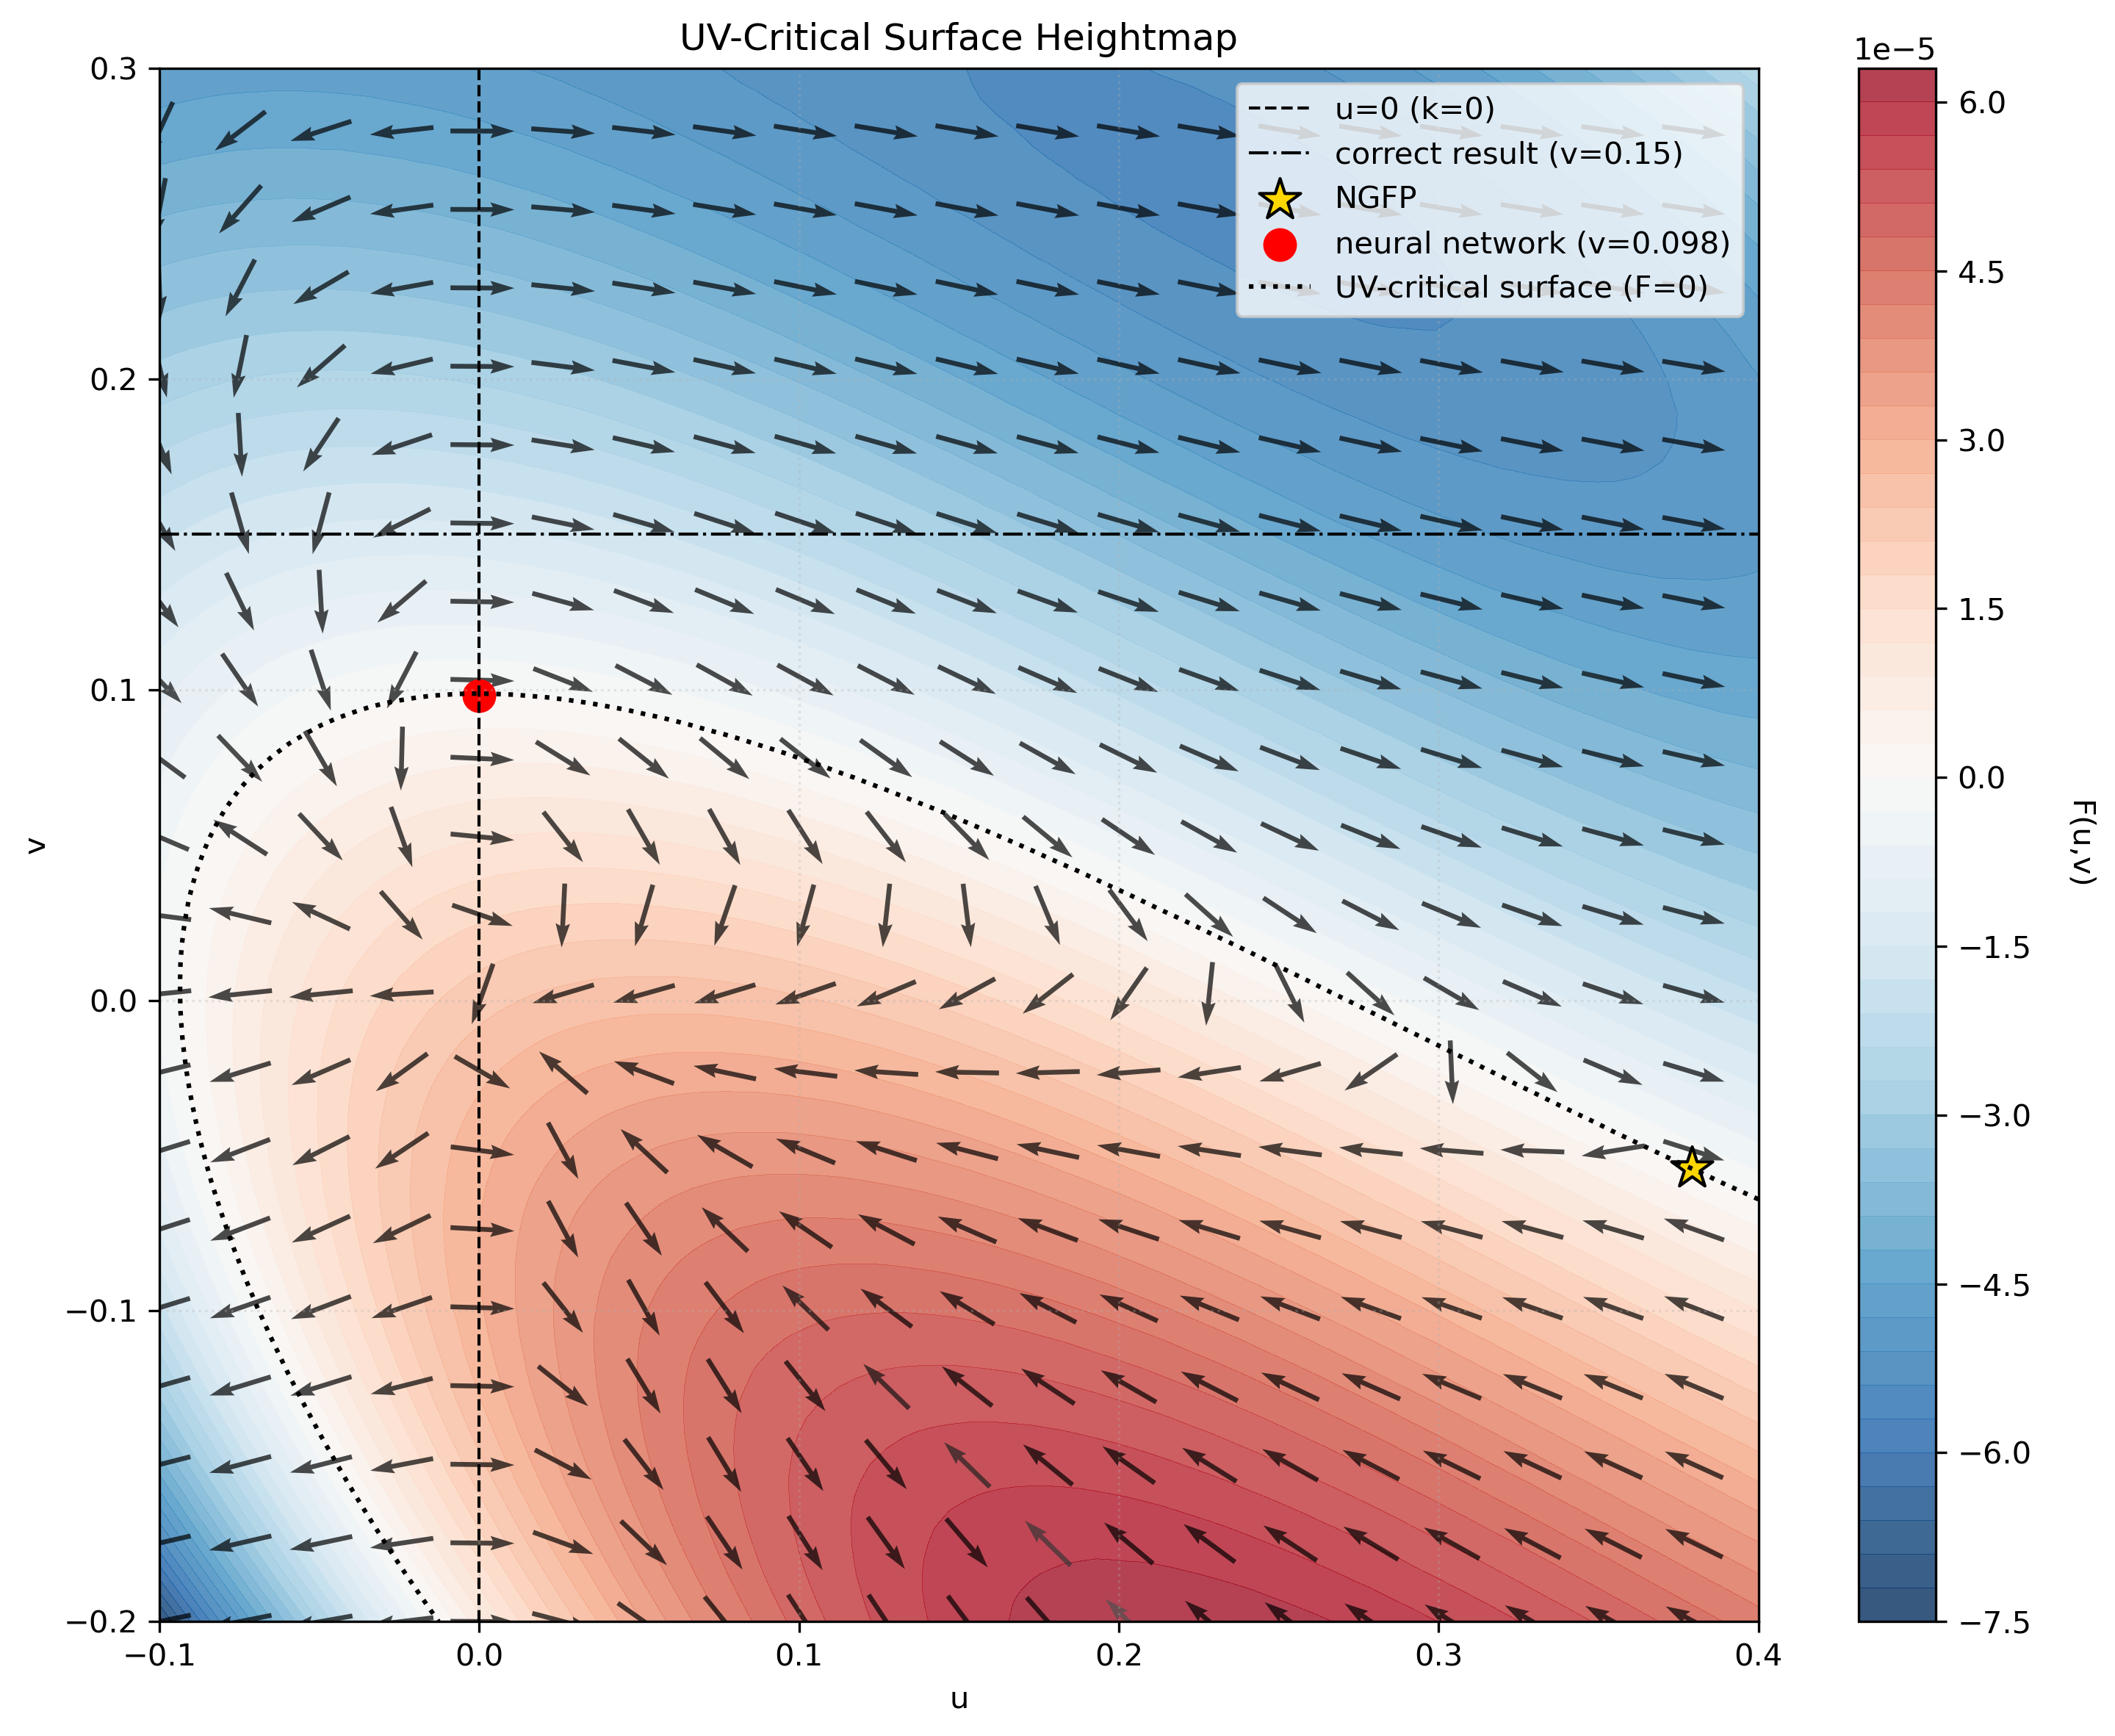 UV-Critical Surface Heightmap
1e−5
u=0 (k=0)
correct result (v=0.15)
NGFP
neural network (v=0.098)
UV-critical surface (F=0)
0.3
0.2
0.1
0.0
−0.1
−0.2
v
−0.1
0.0
0.1
0.2
0.3
0.4
u
6.0
4.5
3.0
1.5
0.0
−1.5
−3.0
−4.5
−6.0
−7.5
F(u,v)